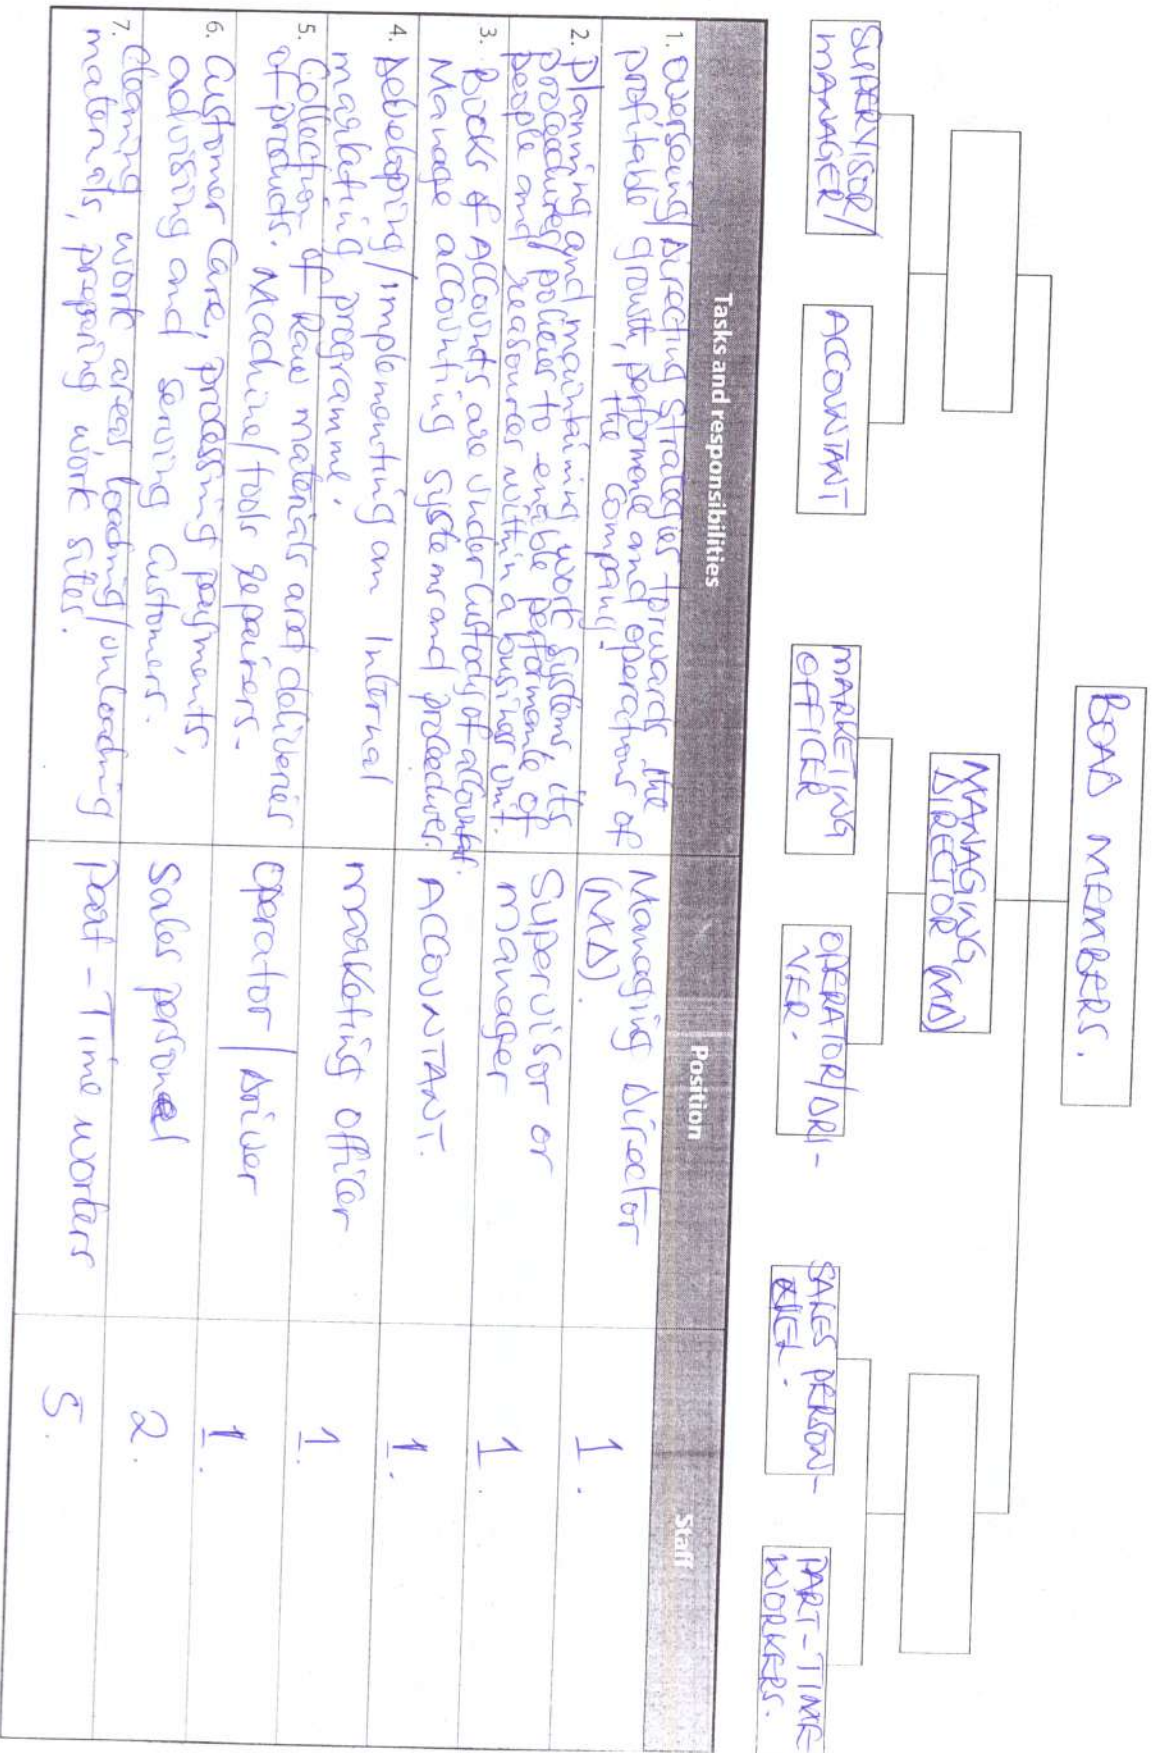 BOAD MEMBERS.
MANAGING
DIRECTOR (MD)
SUPERVISOR/
MANAGER
ACCOUNTANT
MARKETING
OFFICER
OPERATOR/DRI-
VER.
SALES PERSON-
NEL.
PART-TIME
WORKERS.
Tasks and responsibilities Position Staff
1. Overseing/Directing Strategies towards the
profitable growth, performance and operations of
the company. Managing Director
(MD). 1.
2. planning and maintaining work systems, its
procedures/policies to enable performance of
people and reasources within a business unit. Supervisor or
manager 1.
3. Books of Accounts are under custody of accountant.
Manage accounting systems and procedures. ACCOUNTANT. 1.
4. Developing/implementing an Internal
marketing programme. marketing officer 1.
5. Collection of Raw materials and deliveries
of products. Machine/tools repairers. Operator/Driver 1.
6. Customer Care, processing payments,
advising and serving Customers. Sales personel 2.
7. Cleaning work areas, loading/unloading
materials, preparing work sites. Part-Time workers 5.